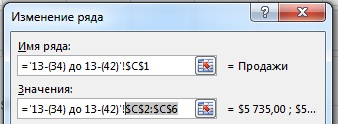 Изменение ряда
Имя ряда:
='13-(34) до 13-(42)'!$C$1 = Продажи
Значения:
='13-(34) до 13-(42)'!$C$2:$C$6 = $5 735,00 ; $5...